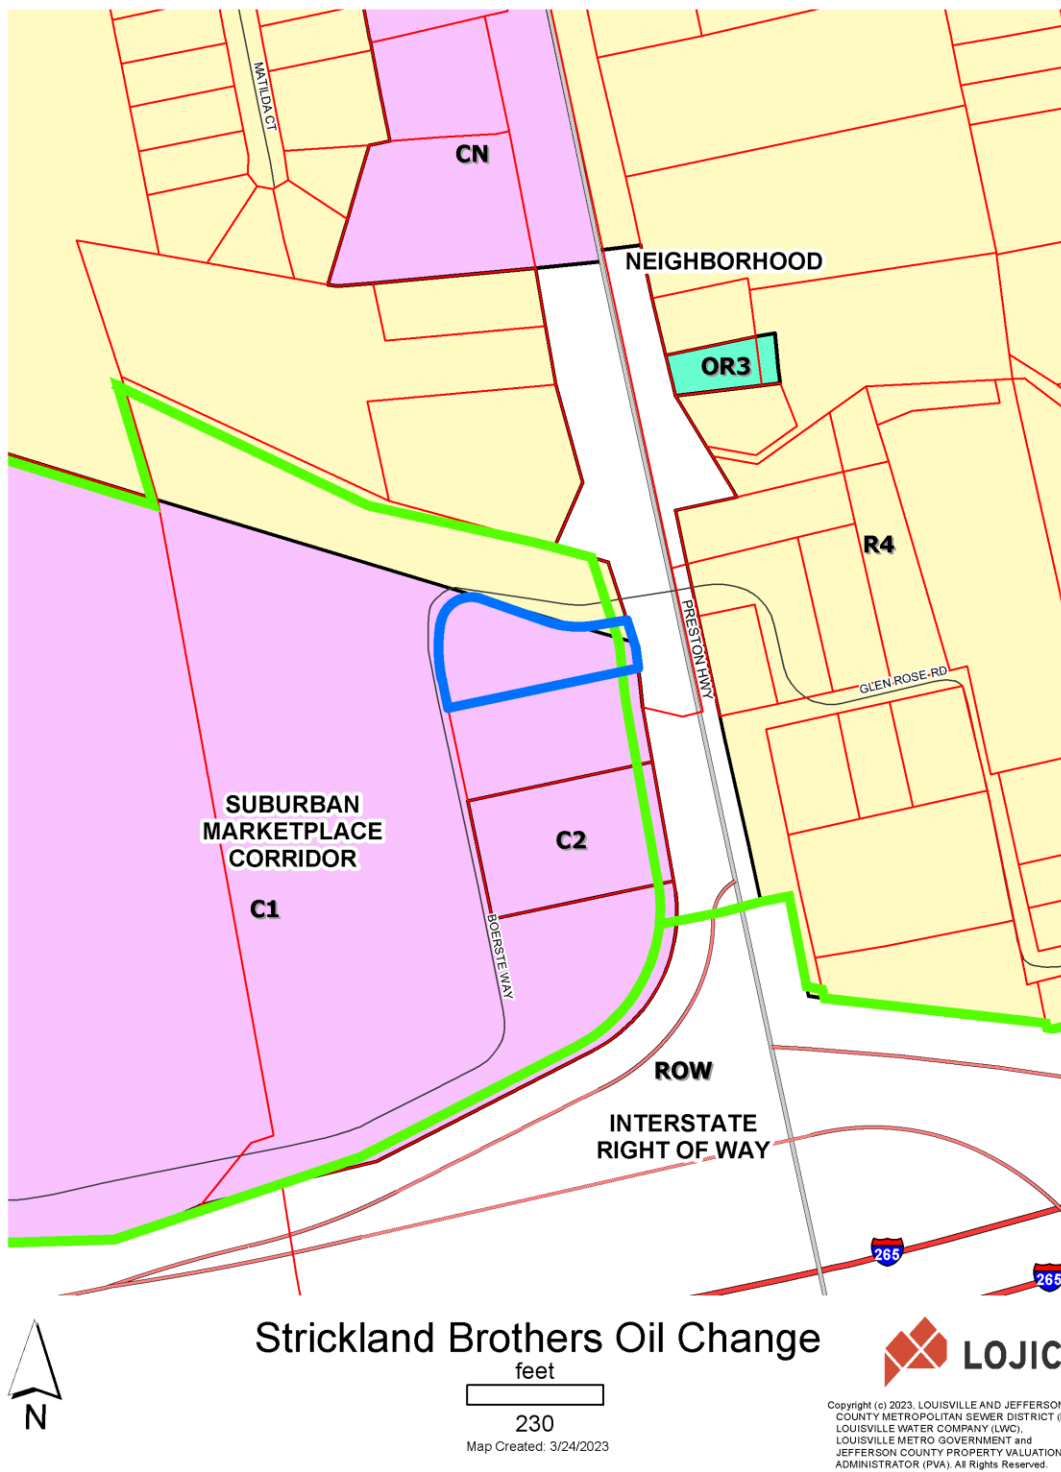 MATILDA CT
CN
NEIGHBORHOOD
OR3
R4
PRESTON HWY
GLEN ROSE RD
SUBURBAN
MARKETPLACE
CORRIDOR
C2
C1
BOERSTE WAY
ROW
INTERSTATE
RIGHT OF WAY
265
265
Strickland Brothers Oil Change
feet
230
Map Created: 3/24/2023
N
LOJIC
Copyright (c) 2023, LOUISVILLE AND JEFFERSON
COUNTY METROPOLITAN SEWER DISTRICT (
LOUISVILLE WATER COMPANY (LWC),
LOUISVILLE METRO GOVERNMENT and
JEFFERSON COUNTY PROPERTY VALUATION
ADMINISTRATOR (PVA). All Rights Reserved.